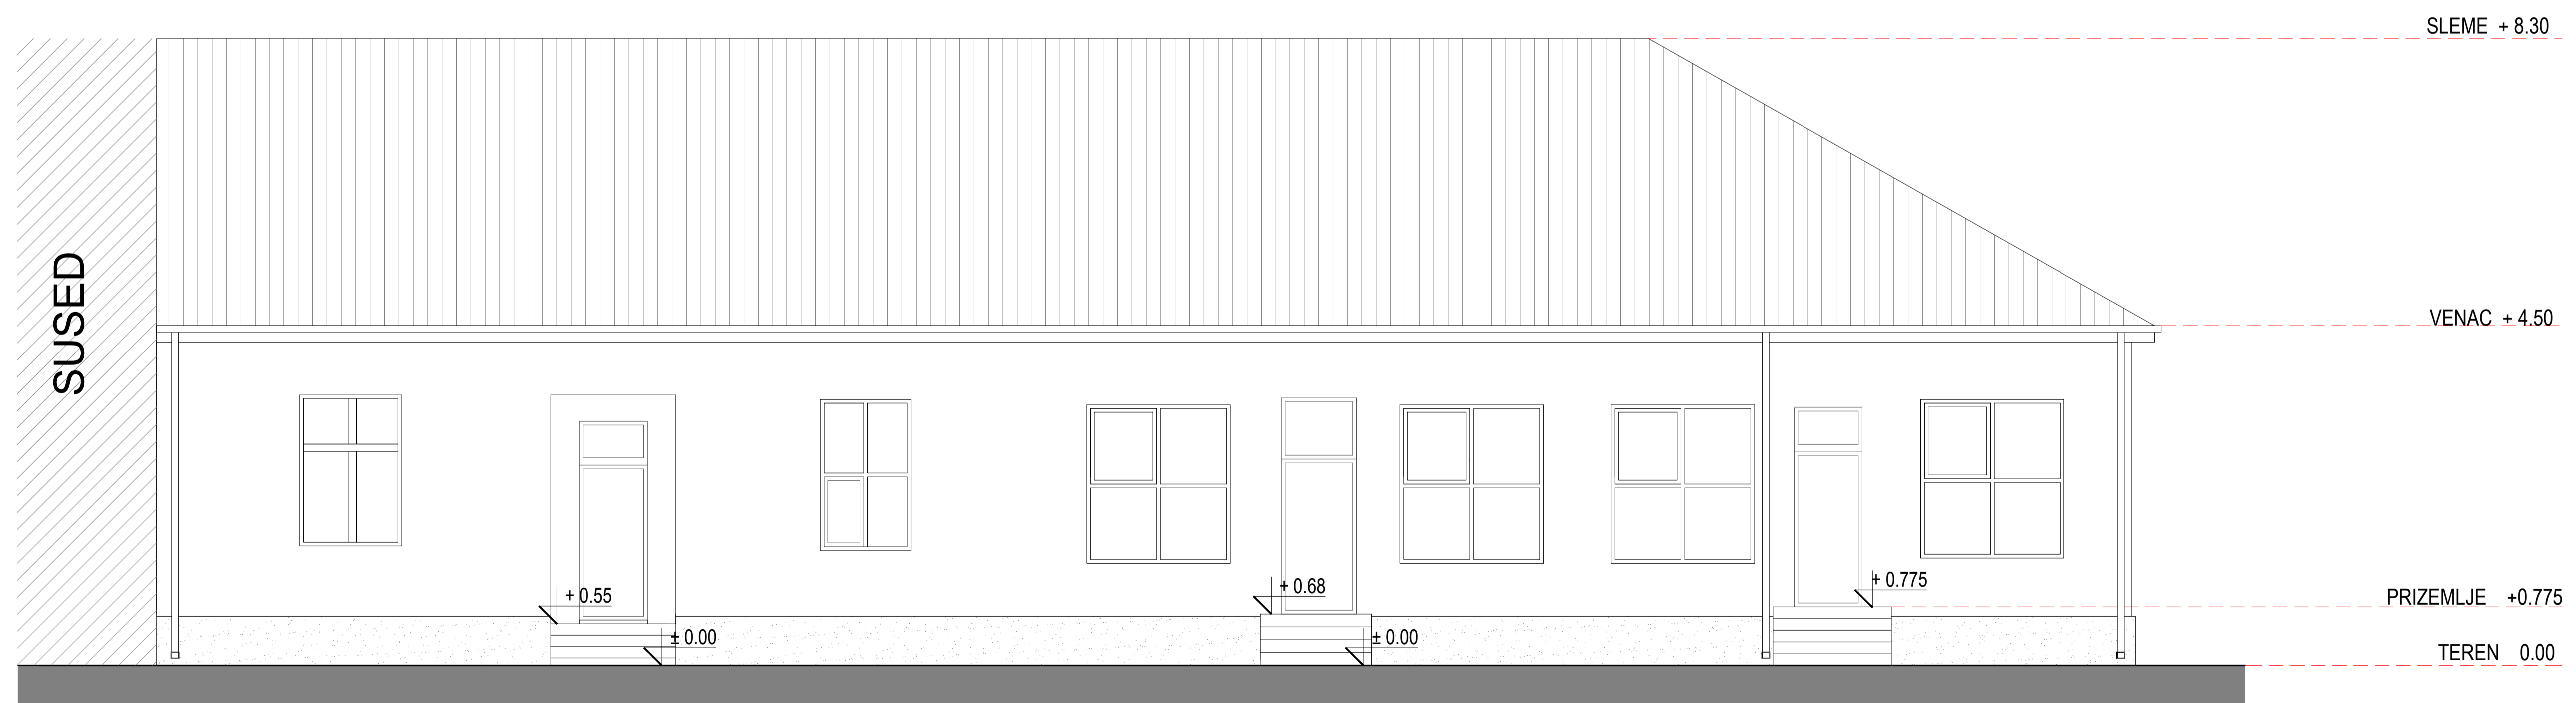 SLEME + 8.30
SUSSED
VENAC + 4.50
+ 0.55
+ 0.68
+ 0.775
PRIZEMLJE +0.775
± 0.00
± 0.00
TEREN 0.00